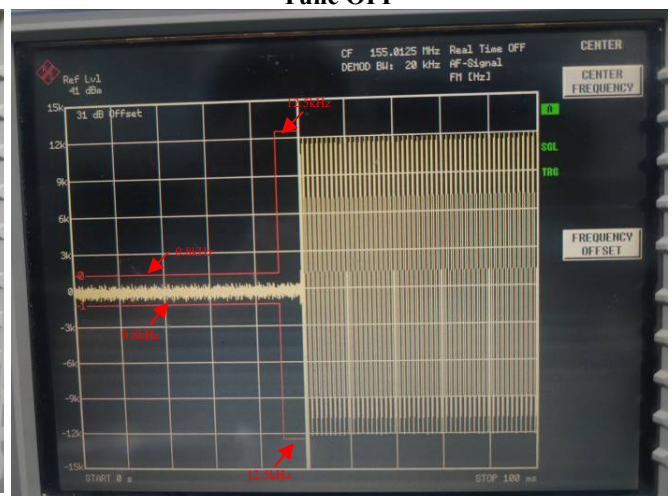 Tune OFF
CF 155.0125 MHz Real Time OFF
DEMOD BW: 20 kHz AF-Signal
FM [Hz]
CENTER
CENTER
FREQUENCY
FREQUENCY
OFFSET
Ref Lvl
41 dBm
31 dB Offset
A
SGL
TRG
15k
12k
9k
6k
3k
0
-3k
-6k
-9k
-12k
-15k
-0
-1
12.5kHz
0.8kHz
0.8kHz
12.5kHz
START 0 s
STOP 100 ms